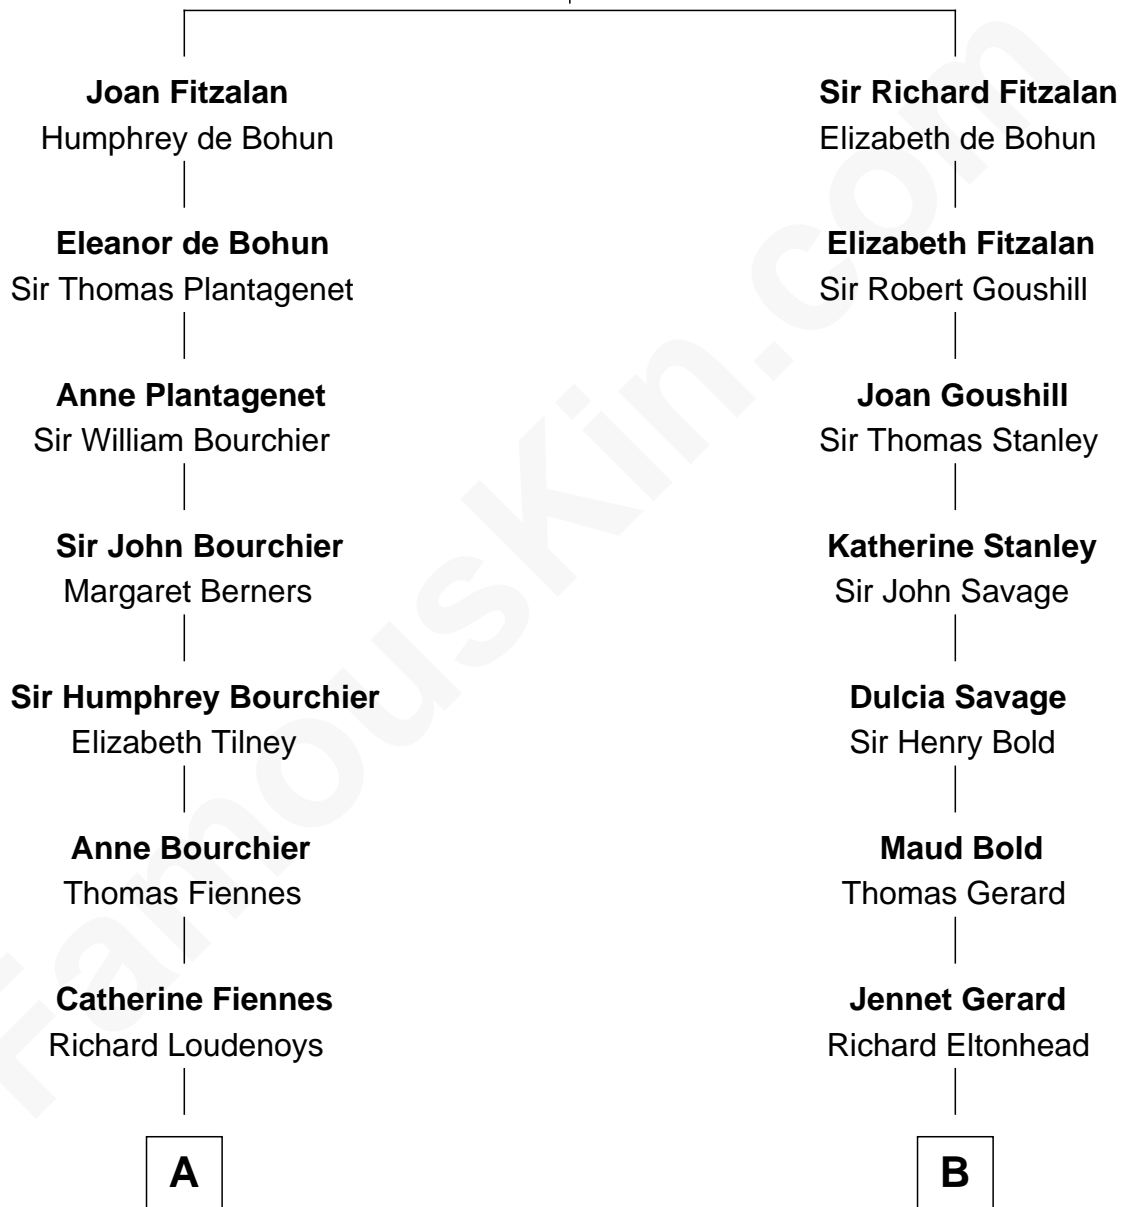 Joan Fitzalan
Humphrey de Bohun
Eleanor de Bohun
Sir Thomas Plantagenet
Anne Plantagenet
Sir William Bourchier
Sir John Bourchier
Margaret Berners
Sir Humphrey Bourchier
Elizabeth Tilney
Anne Bourchier
Thomas Fiennes
Catherine Fiennes
Richard Loudenoys
A
Sir Richard Fitzalan
Elizabeth de Bohun
Elizabeth Fitzalan
Sir Robert Goushill
Joan Goushill
Sir Thomas Stanley
Katherine Stanley
Sir John Savage
Dulcia Savage
Sir Henry Bold
Maud Bold
Thomas Gerard
Jennet Gerard
Richard Eltonhead
B
FamousKin.com